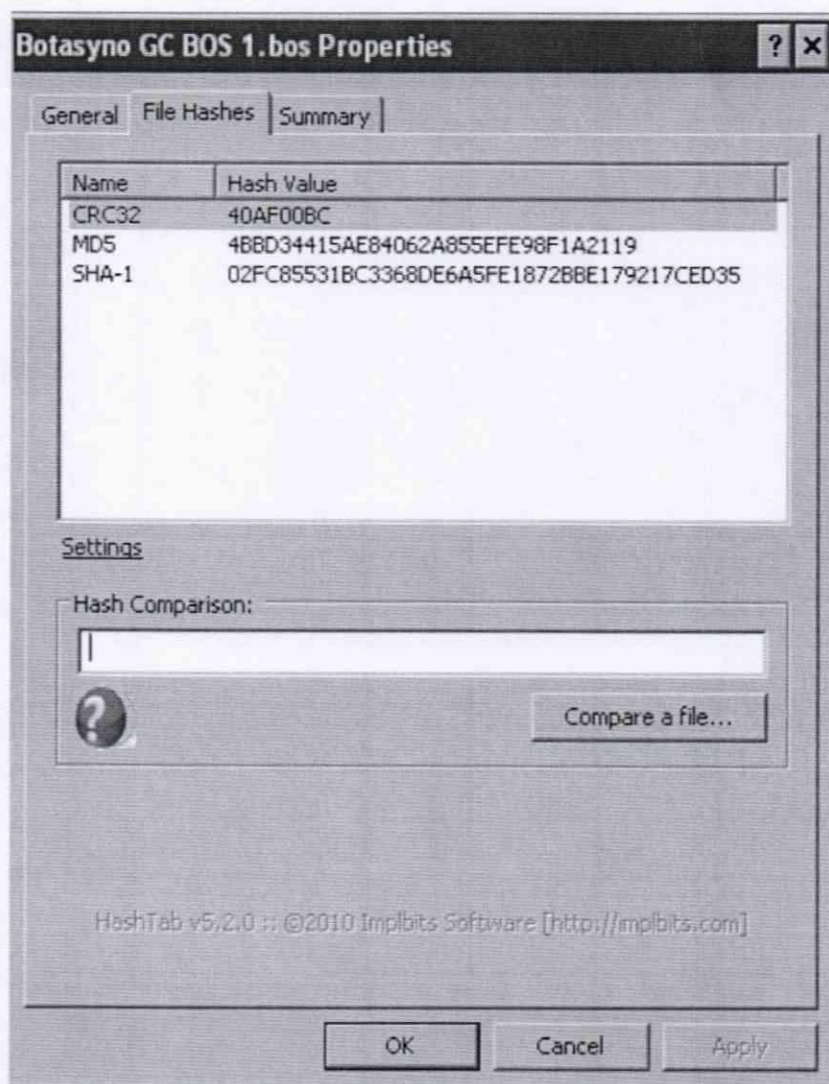 Botasyno GC BOS 1.bos Properties
? ×
General File Hashes Summary
Name Hash Value
CRC32 40AF00BC
MD5 4BBD34415AE84062A855EFE98F1A2119
SHA-1 02FC85531BC3368DE6A5FE1872BBE179217CED35
Settings
Hash Comparison:
?
Compare a file...
HashTab v5.2.0 :: ©2010 Implbits Software [http://implbits.com]
OK Cancel Apply